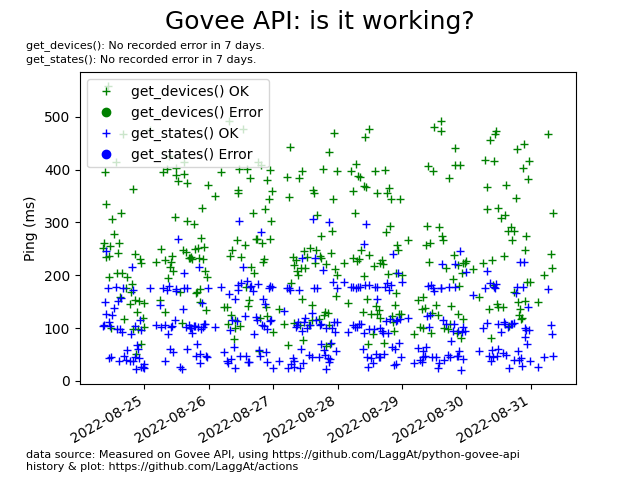 Govee API: is it working?
get_devices(): No recorded error in 7 days.
get_states(): No recorded error in 7 days.
get_devices() OK
get_devices() Error
get_states() OK
get_states() Error
Ping (ms)
500
400
300
200
100
0
2022-08-25
2022-08-26
2022-08-27
2022-08-28
2022-08-29
2022-08-30
2022-08-31
data source: Measured on Govee API, using https://github.com/LaggAt/python-govee-api
history & plot: https://github.com/LaggAt/actions